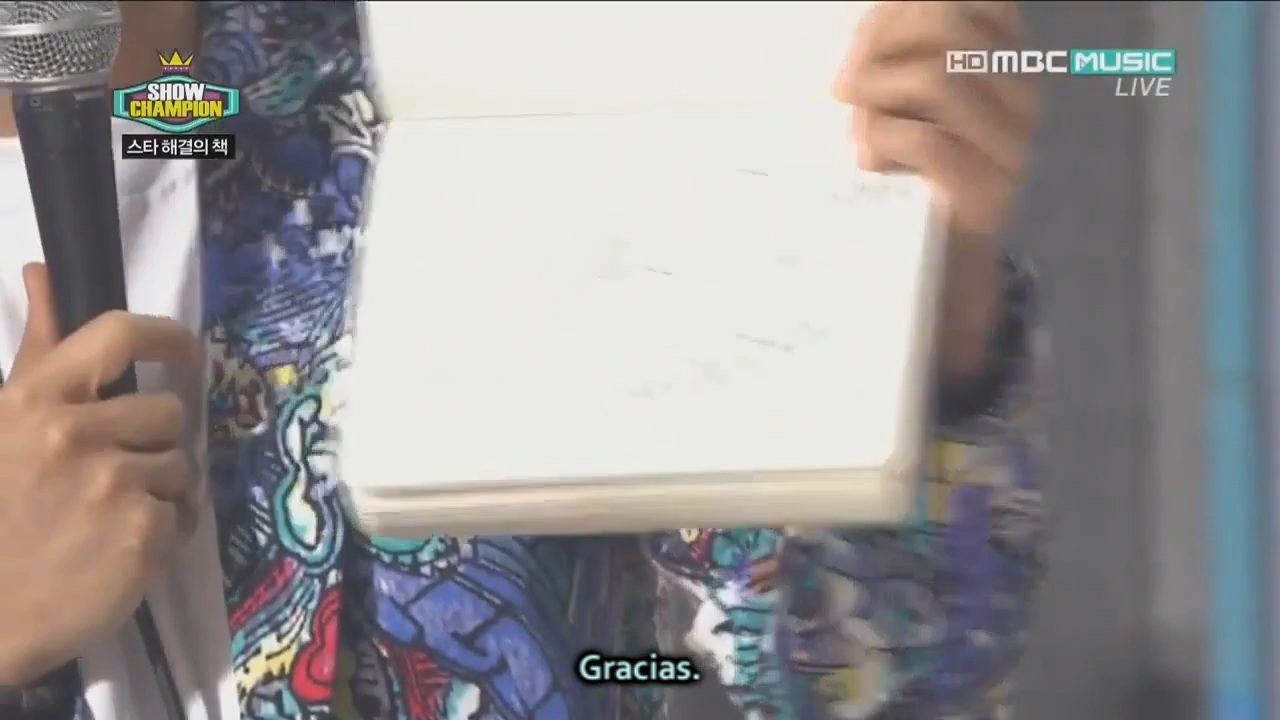 SHOW
CHAMPION
스타 해결의 책
HD MBC MUSIC
LIVE
Gracias.